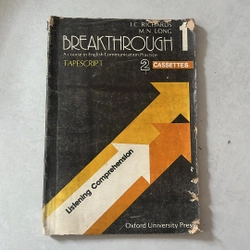 J.C. RICHARDS
M.N. LONG
BREAKTHROUGH 1
A course in English Communication Practice
TAPESCRIPT
2 CASSETTES
Listening Comprehension
Oxford University Press